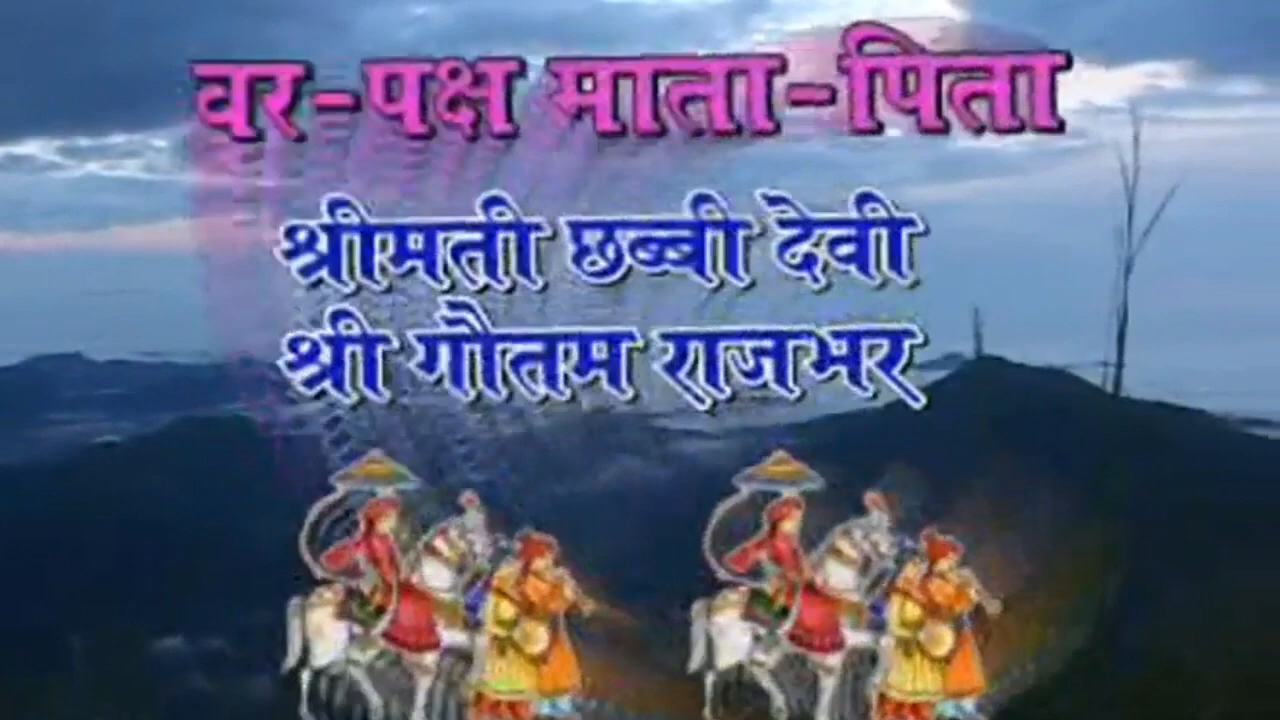 वर-पक्ष माता-पिता
श्रीमती छब्बी देवी
श्री गौतम राजभर